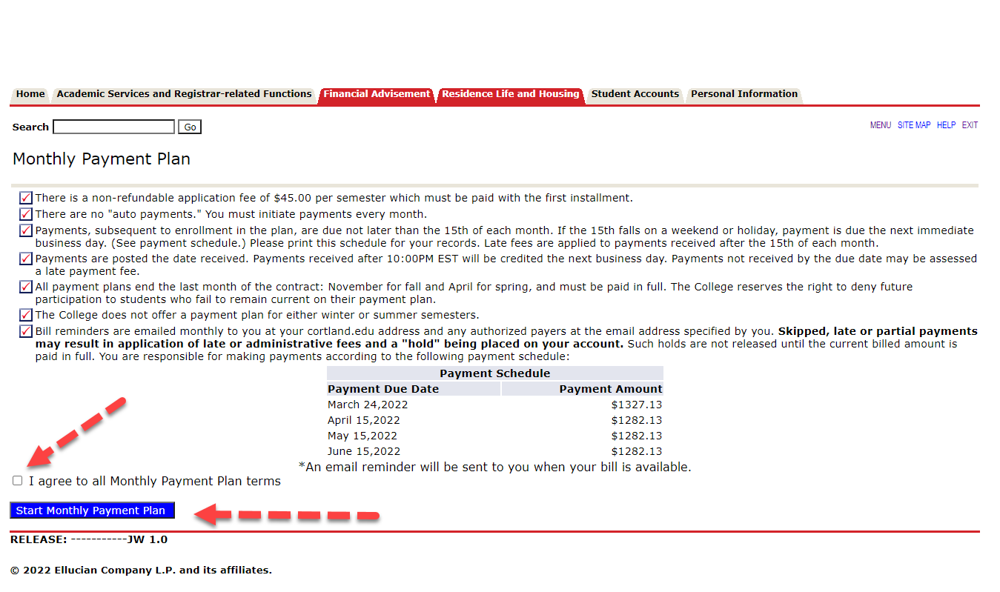 Home Academic Services and Registrar-related Functions Financial Advisement Residence Life and Housing Student Accounts Personal Information
Search Go MENU SITE MAP HELP EXIT
Monthly Payment Plan
There is a non-refundable application fee of $45.00 per semester which must be paid with the first installment.
There are no "auto payments." You must initiate payments every month.
Payments, subsequent to enrollment in the plan, are due not later than the 15th of each month. If the 15th falls on a weekend or holiday, payment is due the next immediate
business day. (See payment schedule.) Please print this schedule for your records. Late fees are applied to payments received after the 15th of each month.
Payments are posted the date received. Payments received after 10:00PM EST will be credited the next business day. Payments not received by the due date may be assessed
a late payment fee.
All payment plans end the last month of the contract: November for fall and April for spring, and must be paid in full. The College reserves the right to deny future
participation to students who fail to remain current on their payment plan.
The College does not offer a payment plan for either winter or summer semesters.
Bill reminders are emailed monthly to you at your cortland.edu address and any authorized payers at the email address specified by you. Skipped, late or partial payments
may result in application of late or administrative fees and a "hold" being placed on your account. Such holds are not released until the current billed amount is
paid in full. You are responsible for making payments according to the following payment schedule:
Payment Schedule
Payment Due Date Payment Amount
March 24,2022 $1327.13
April 15,2022 $1282.13
May 15,2022 $1282.13
June 15,2022 $1282.13
*An email reminder will be sent to you when your bill is available.
I agree to all Monthly Payment Plan terms
Start Monthly Payment Plan
RELEASE: -----------JW 1.0
© 2022 Ellucian Company L.P. and its affiliates.